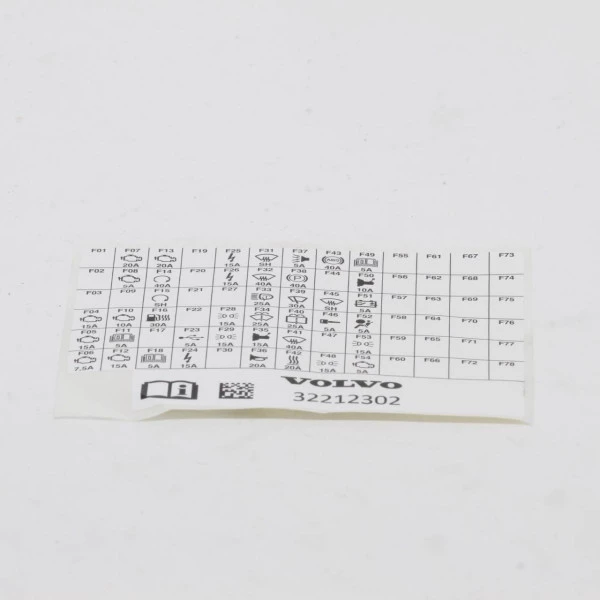 F01 F07 F13 F19 F25 F31 F37 F43 F49 F55 F61 F67 F73
20A 20A 15A SH 5A 40A 5A
F02 F08 F14 F20 F26 F32 F38 F44 F50 F56 F62 F68 F74
5A 40A 15A 40A 40A 10A
F03 F09 F15 F21 F27 F33 F39 F45 F51 F57 F63 F69 F75
SH 25A 30A SH 5A
F04 F10 F16 F22 F28 F34 F40 F46 F52 F58 F64 F70 F76
15A 10A 30A 15A 25A 25A 5A 5A
F05 F11 F17 F23 F29 F35 F41 F47 F53 F59 F65 F71 F77
15A 5A 5A 15A 15A 40A 15A
F06 F12 F18 F24 F30 F36 F42 F48 F54 F60 F66 F72 F78
7,5A 15A 5A 15A 20A 20A 15A 5A
VOLVO
32212302